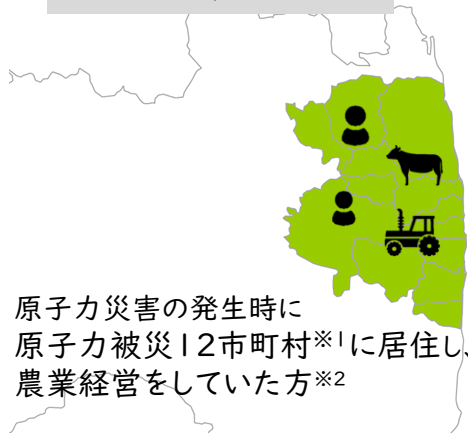 原子力災害の発生時に
原子力被災12市町村※1に居住し、
農業経営をしていた方※2